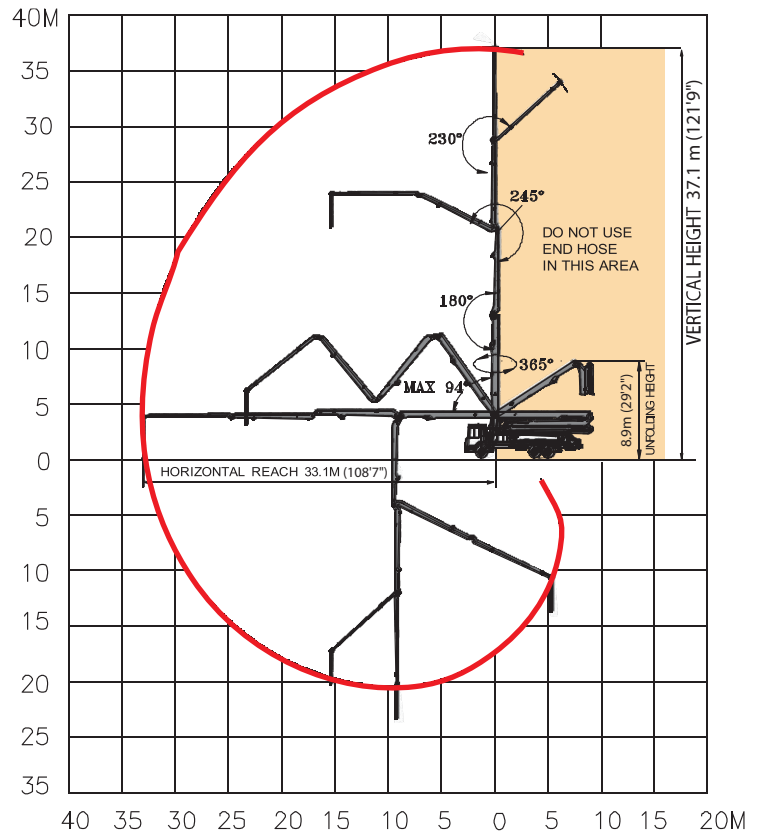 40M
35
30
25
20
15
10
5
0
5
10
15
20
25
35
230°
245°
DO NOT USE
END HOSE
IN THIS AREA
180°
365°
MAX 94°
VERTICAL HEIGHT 37.1 m (121'9")
8.9m (29'2")
UNFOLDING HEIGHT
HORIZONTAL REACH 33.1M (108'7")
40 35 30 25 20 15 10 5 0 5 10 15 20M